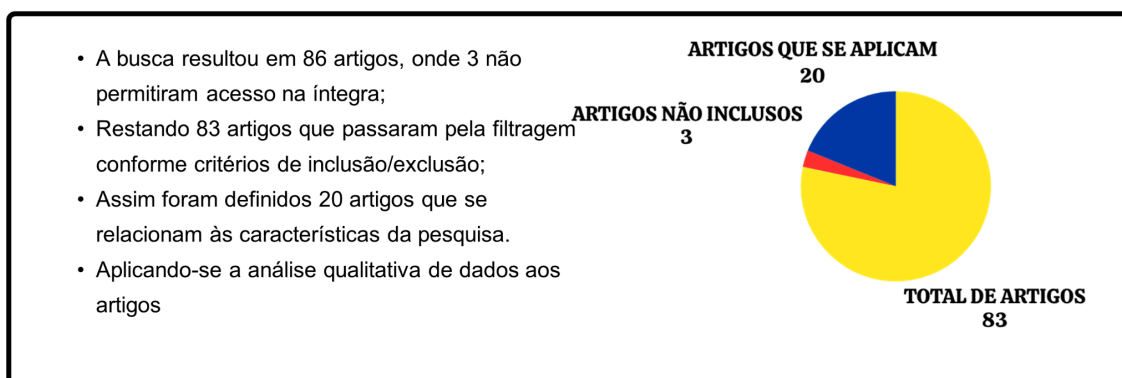 • A busca resultou em 86 artigos, onde 3 não
permitiram acesso na íntegra;
• Restando 83 artigos que passaram pela filtragem
conforme critérios de inclusão/exclusão;
• Assim foram definidos 20 artigos que se
relacionam às características da pesquisa.
• Aplicando-se a análise qualitativa de dados aos
artigos
ARTIGOS QUE SE APLICAM
20
ARTIGOS NÃO INCLUSOS
3
TOTAL DE ARTIGOS
83